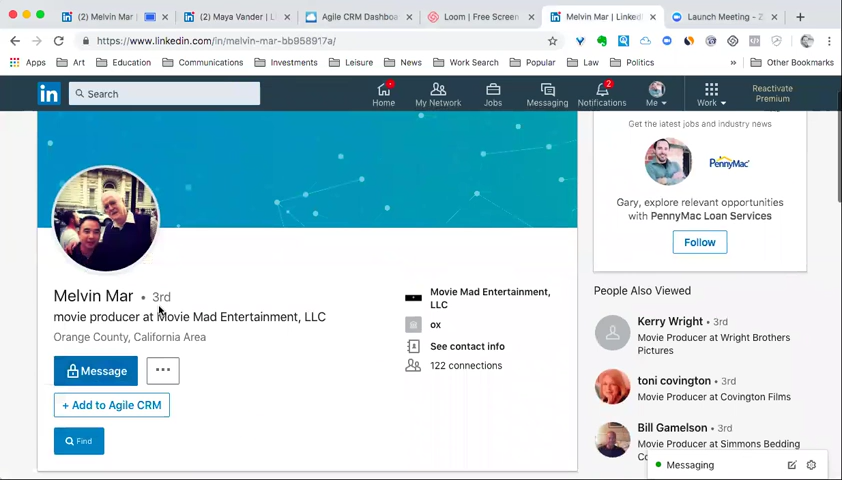 (2) Melvin Mar
(2) Maya Vander | L
Agile CRM Dashboa
Loom | Free Screen
Melvin Mar | Linked
Launch Meeting - Z
https://www.linkedin.com/in/melvin-mar-bb958917a/
Apps
Art
Education
Communications
Investments
Leisure
News
Work Search
Popular
Law
Politics
»
Other Bookmarks
in
Search
Home
My Network
Jobs
Messaging
2
Notifications
Me
Work
Reactivate
Premium
Get the latest jobs and industry news
PennyMac
Gary, explore relevant opportunities
with PennyMac Loan Services
Follow
Melvin Mar • 3rd
movie producer at Movie Mad Entertainment, LLC
Orange County, California Area
Message
...
+ Add to Agile CRM
Find
Movie Mad Entertainment,
LLC
ox
See contact info
122 connections
People Also Viewed
Kerry Wright • 3rd
Movie Producer at Wright Brothers
Pictures
toni covington • 3rd
Movie Producer at Covington Films
Bill Gamelson • 3rd
Movie Producer at Simmons Bedding
Messaging